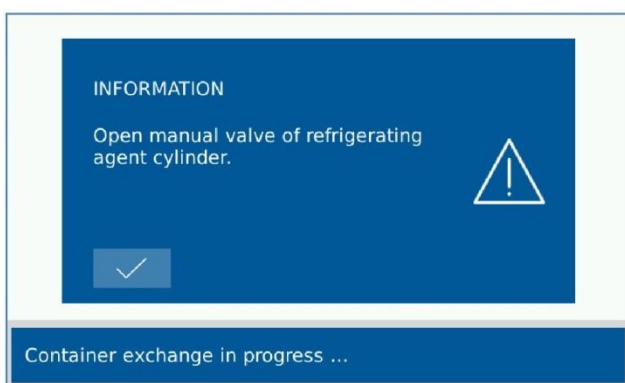 INFORMATION
Open manual valve of refrigerating
agent cylinder.
Container exchange in progress ...